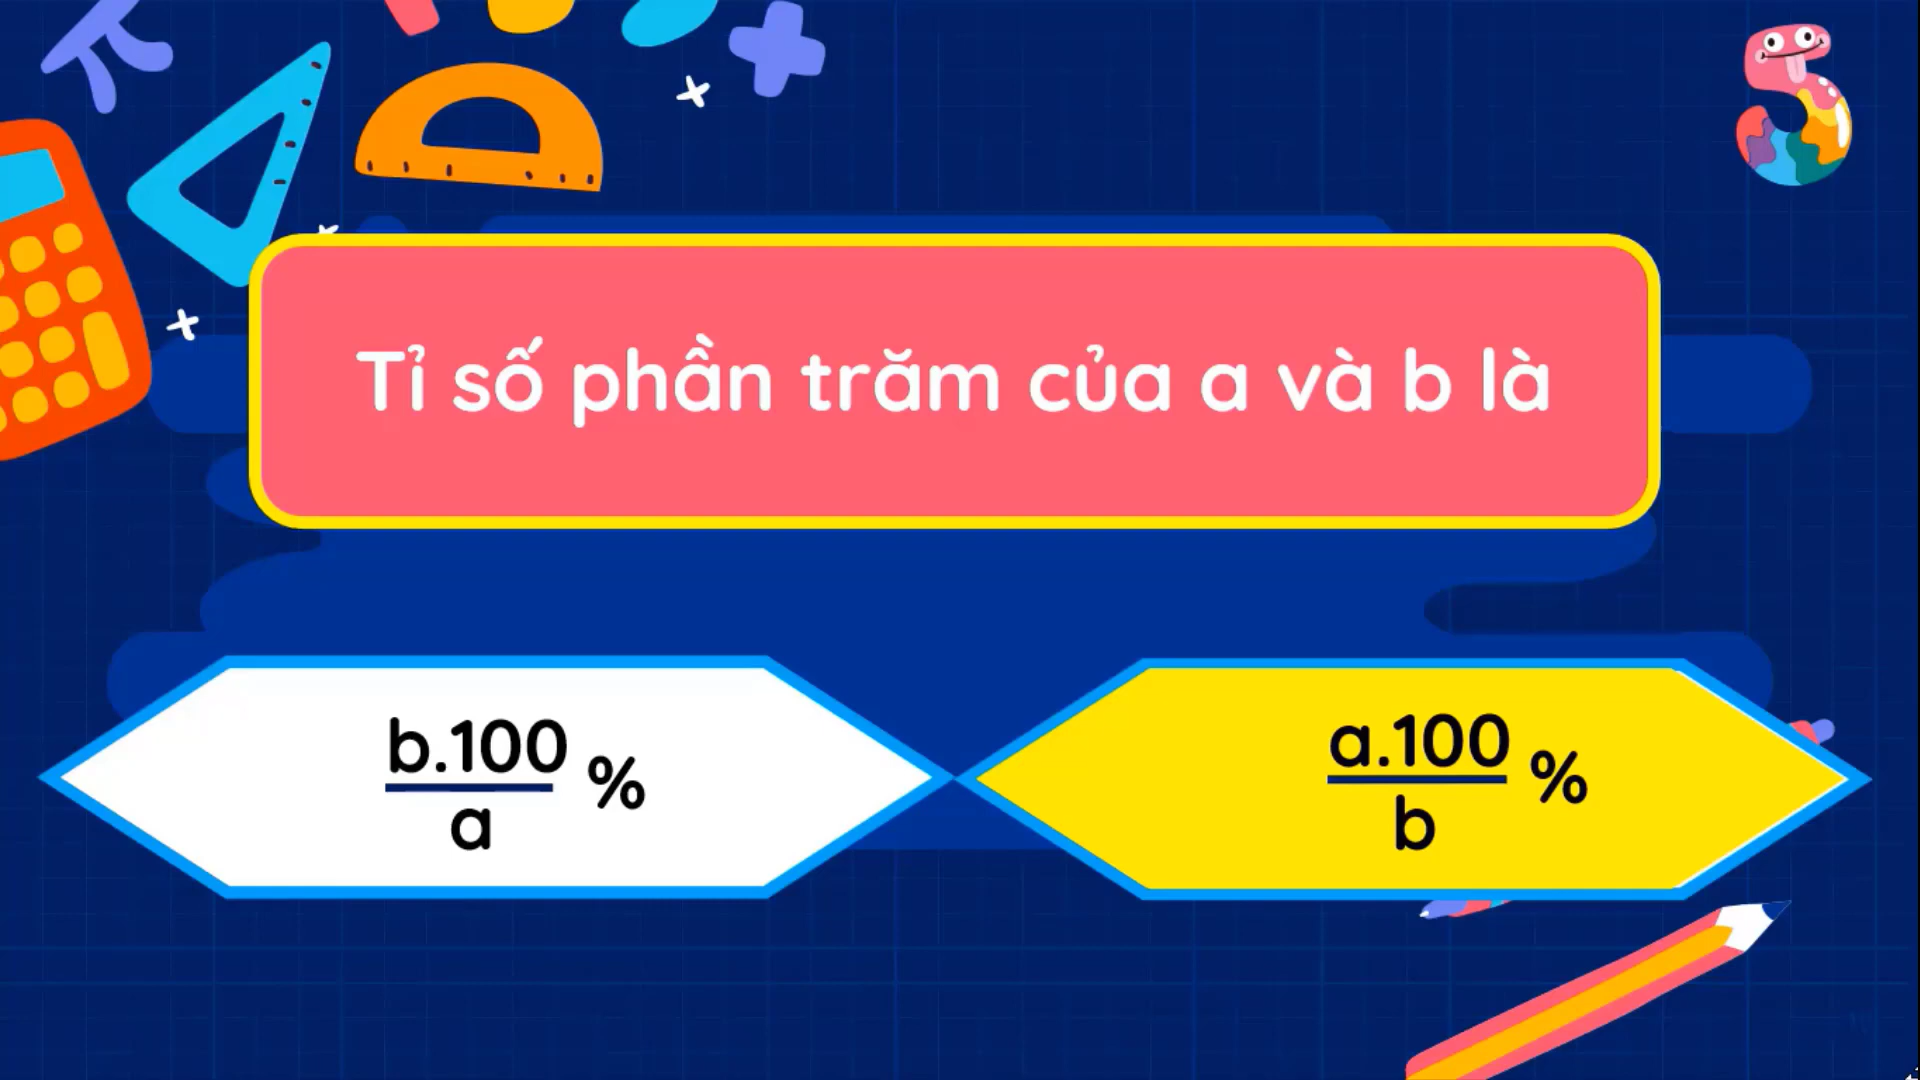 Tỉ số phần trăm của a và b là
b.100
a
%
a.100
b
%